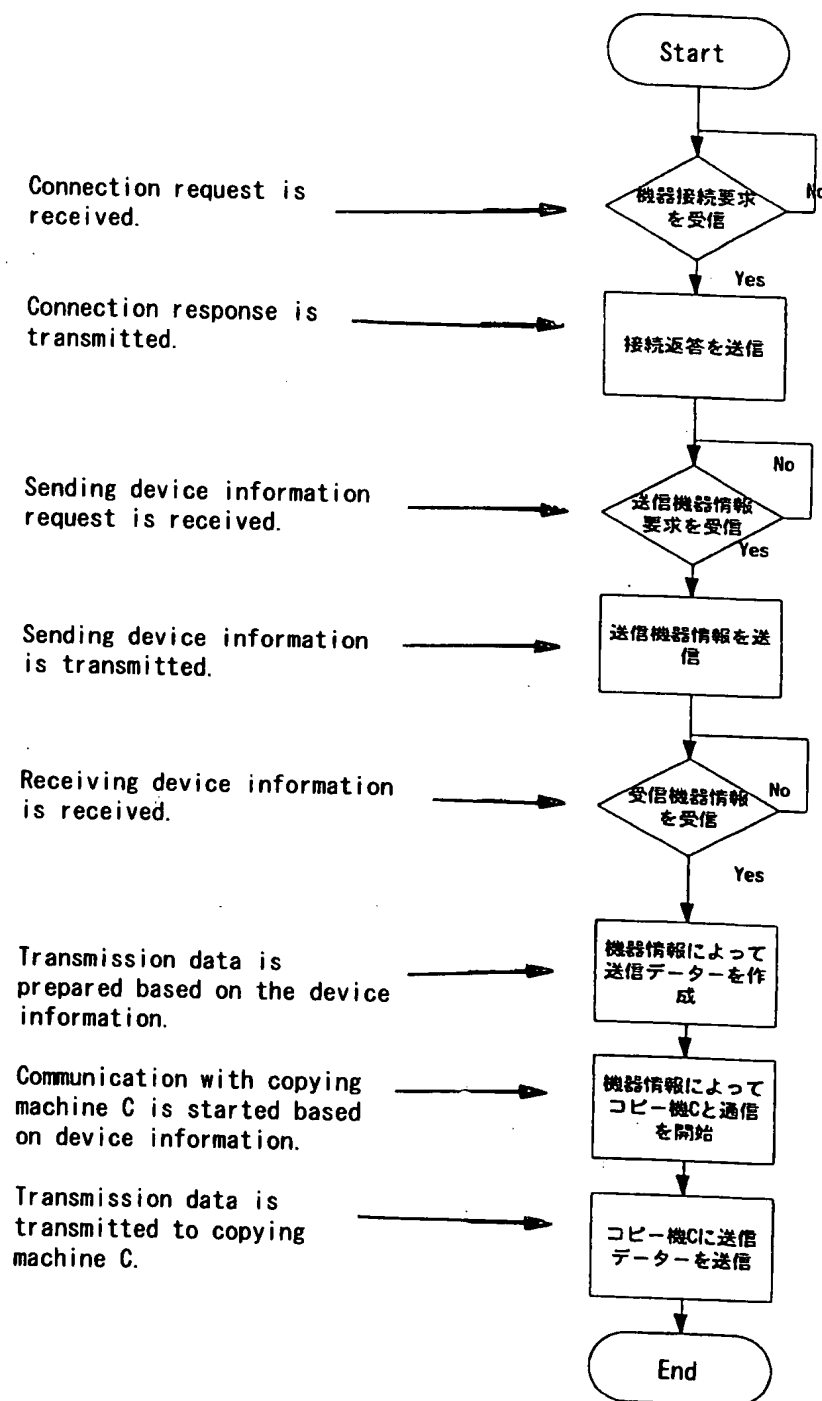 Start
Connection request is
received.
機器接続要求
を受信
No
Yes
Connection response is
transmitted.
接続返答を送信
No
Sending device information
request is received.
送信機器情報
要求を受信
Yes
Sending device information
is transmitted.
送信機器情報を送
信
Receiving device information
is received.
受信機器情報
を受信
No
Yes
Transmission data is
prepared based on the device
information.
機器情報によって
送信データーを作
成
Communication with copying
machine C is started based
on device information.
機器情報によって
コピー機Cと通信
を開始
Transmission data is
transmitted to copying
machine C.
コピー機Cに送信
データーを送信
End